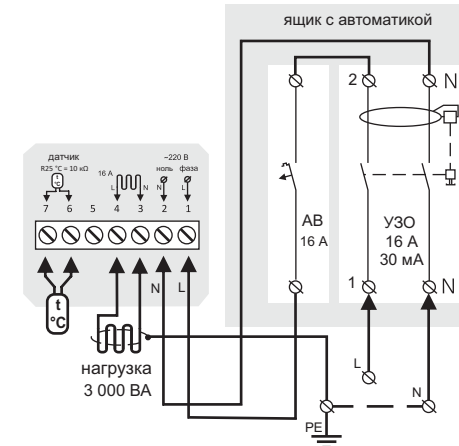 ящик с автоматикой
2
N
датчик
R25 °C = 10 кΩ
t
°C
16 А
L
N
~220 В
ноль
фаза
N
L
7
6
5
4
3
2
1
АВ
16 А
УЗО
16 А
30 мА
1
N
N
L
t
°C
нагрузка
3 000 ВА
L
N
PE